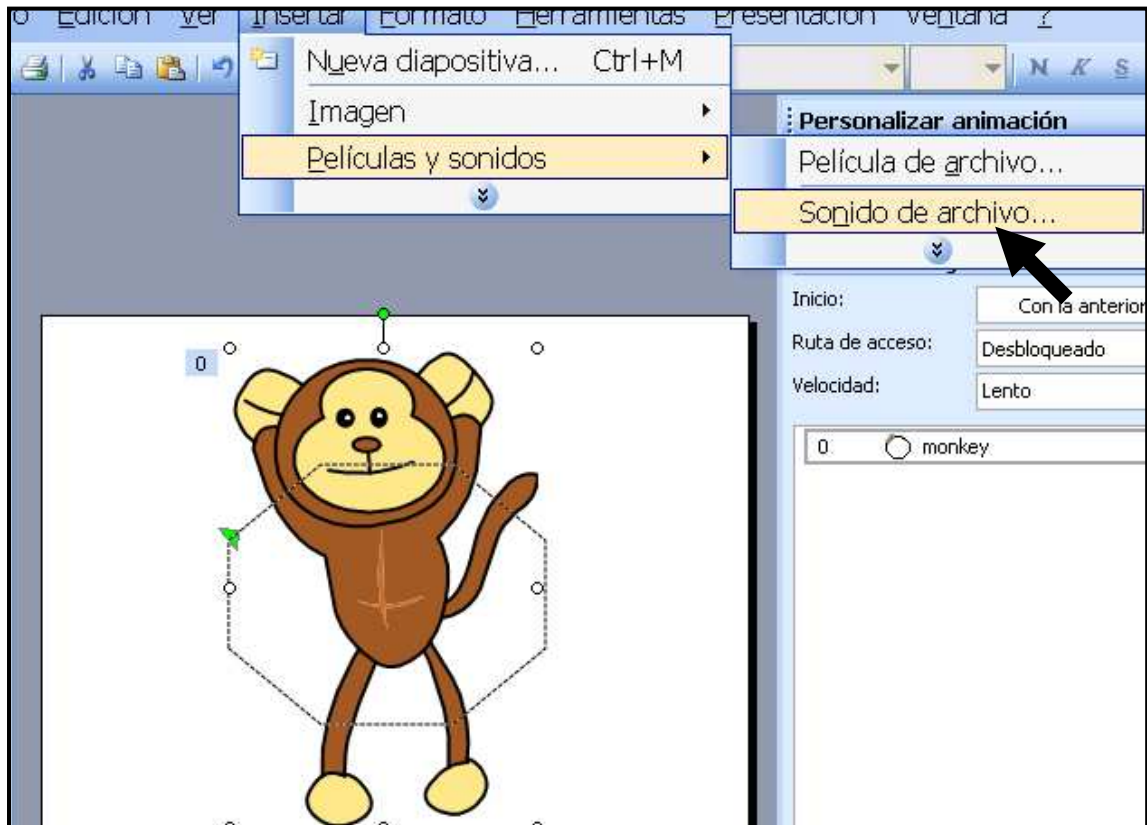 o Edición Ver Insertar Formato Herramientas Presentación Ventana ?
Nueva diapositiva... Ctrl+M
N K S
Imagen
Personalizar animación
Películas y sonidos
Película de archivo...
Sonido de archivo...
Inicio: Con la anterior
Ruta de acceso: Desbloqueado
Velocidad: Lento
0
0 monkey